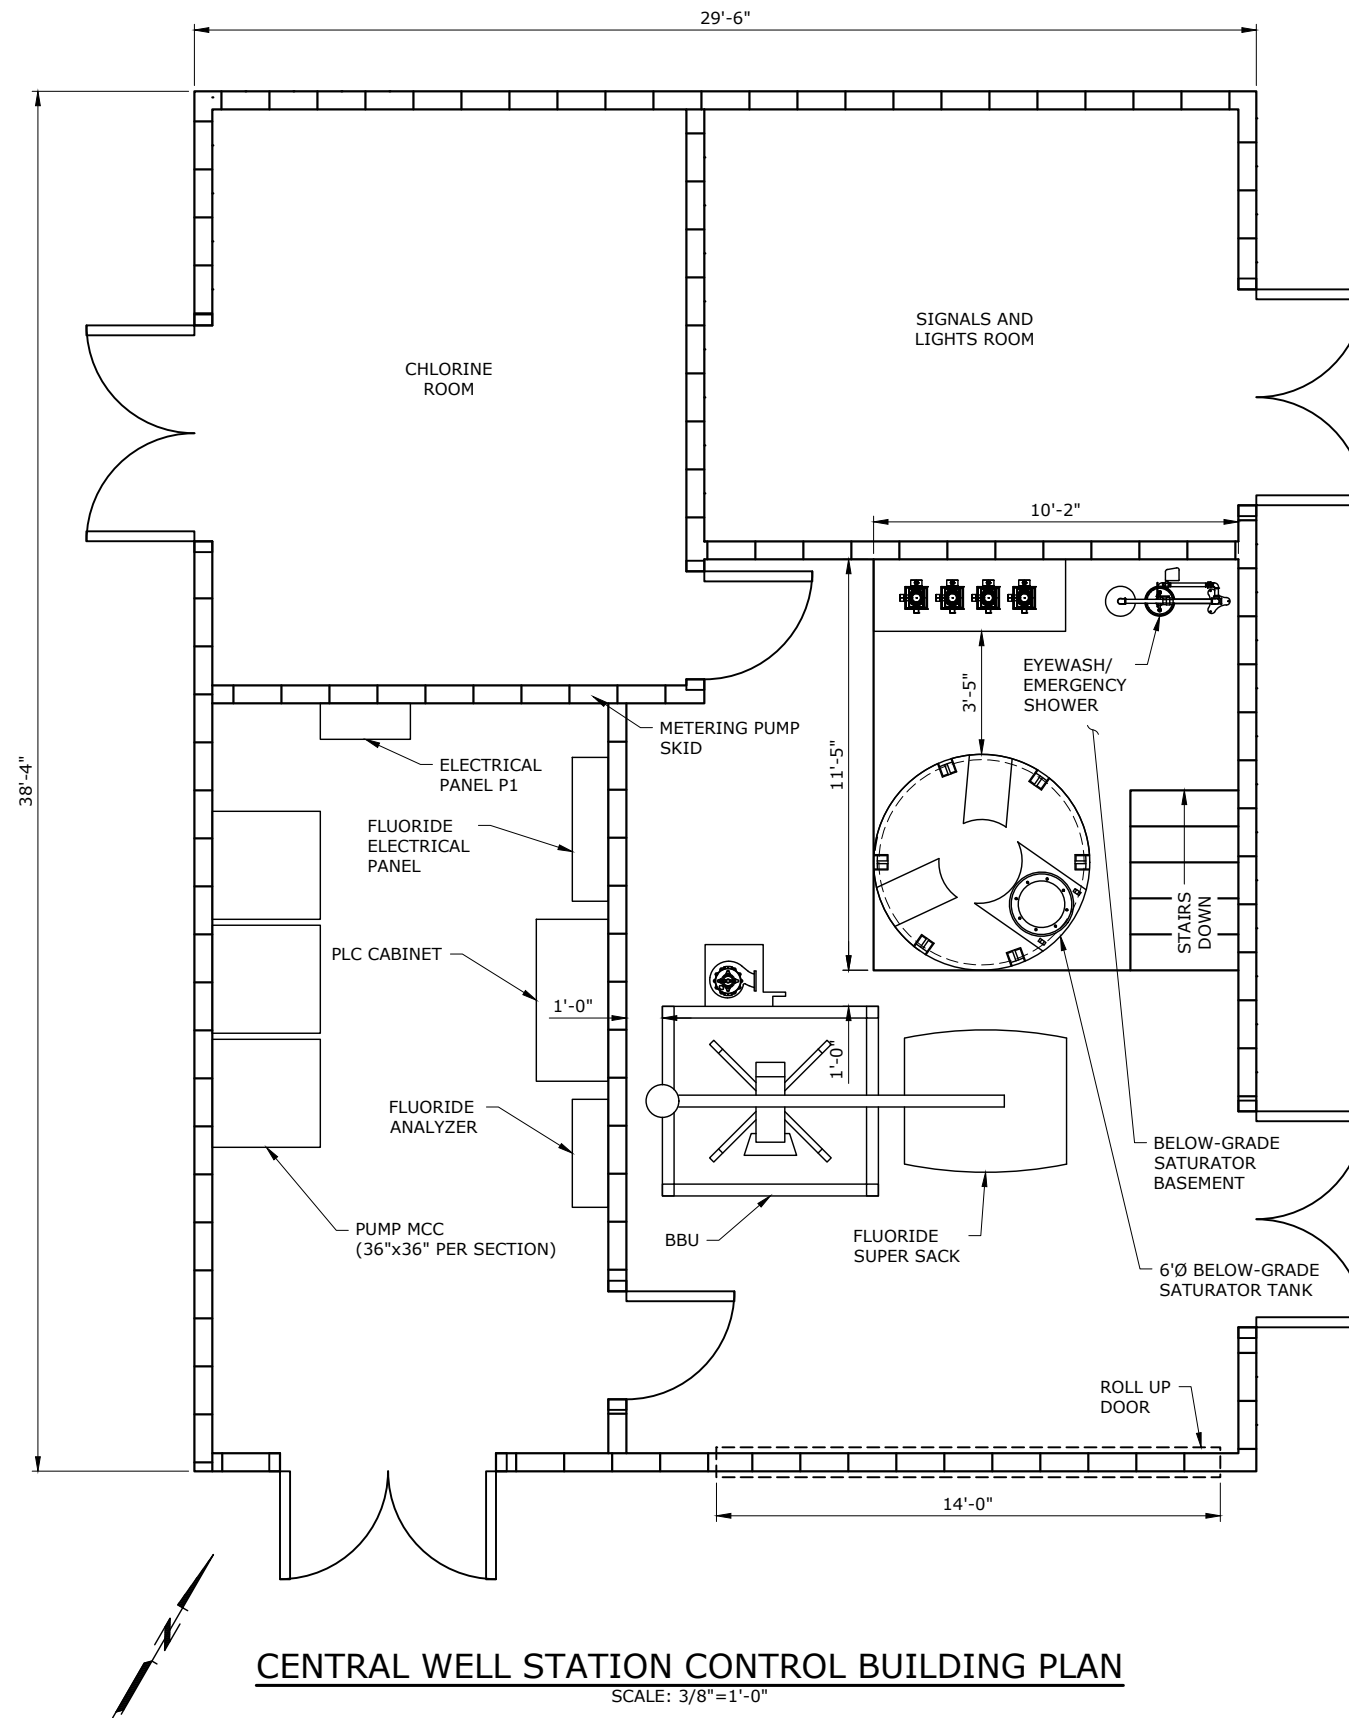 29'-6"
38'-4"
CHLORINE
ROOM
SIGNALS AND
LIGHTS ROOM
10'-2"
EYEWASH/
EMERGENCY
SHOWER
3'-5"
11'-5"
METERING PUMP
SKID
ELECTRICAL
PANEL P1
FLUORIDE
ELECTRICAL
PANEL
STAIRS
DOWN
PLC CABINET
1'-0"
1'-0"
FLUORIDE
ANALYZER
BELOW-GRADE
SATURATOR
BASEMENT
PUMP MCC
(36"x36" PER SECTION)
BBU
FLUORIDE
SUPER SACK
6'Ø BELOW-GRADE
SATURATOR TANK
ROLL UP
DOOR
14'-0"
N
CENTRAL WELL STATION CONTROL BUILDING PLAN
SCALE: 3/8"=1'-0"